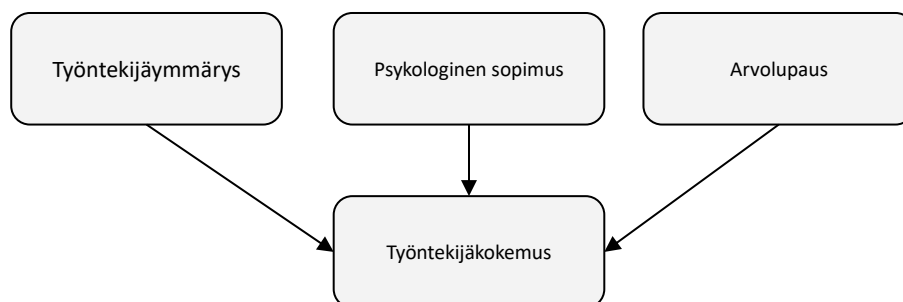 Työntekijäymmärys
Psykologinen sopimus
Arvolupaus
Työntekijäkokemus